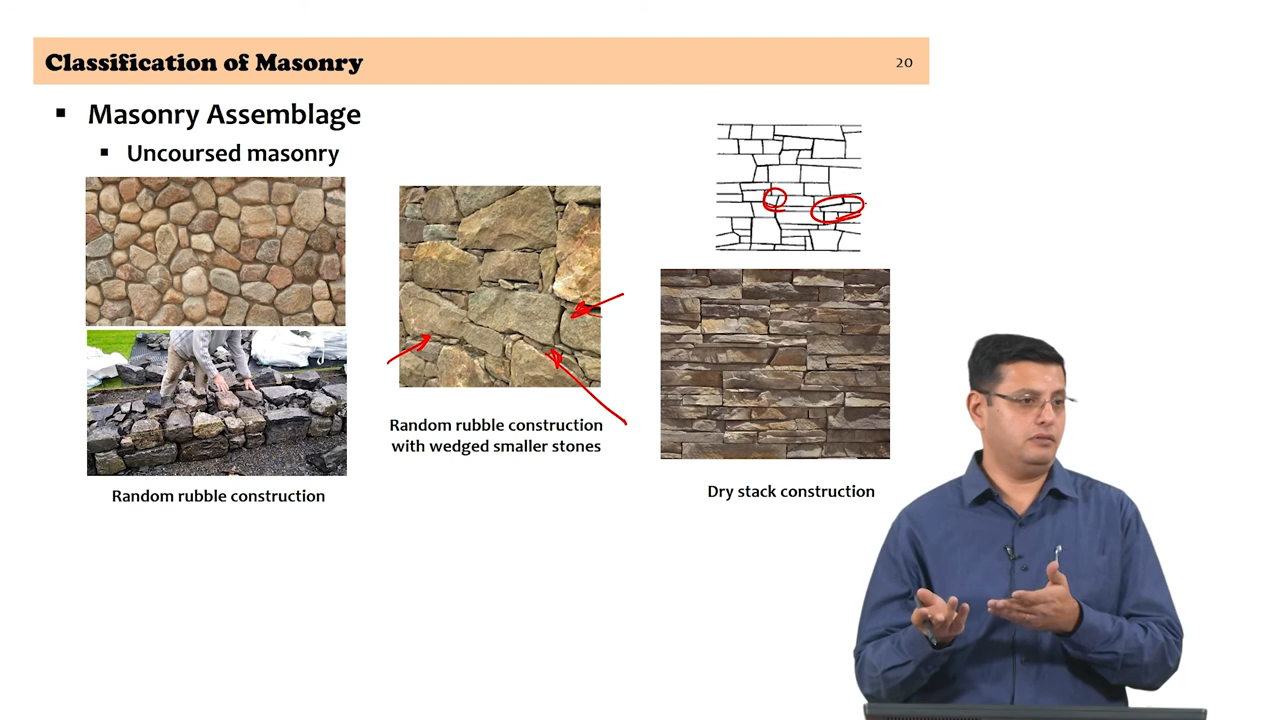 Classification of Masonry
20
▪ Masonry Assemblage
▪ Uncoursed masonry
Random rubble construction
with wedged smaller stones
Random rubble construction
Dry stack construction